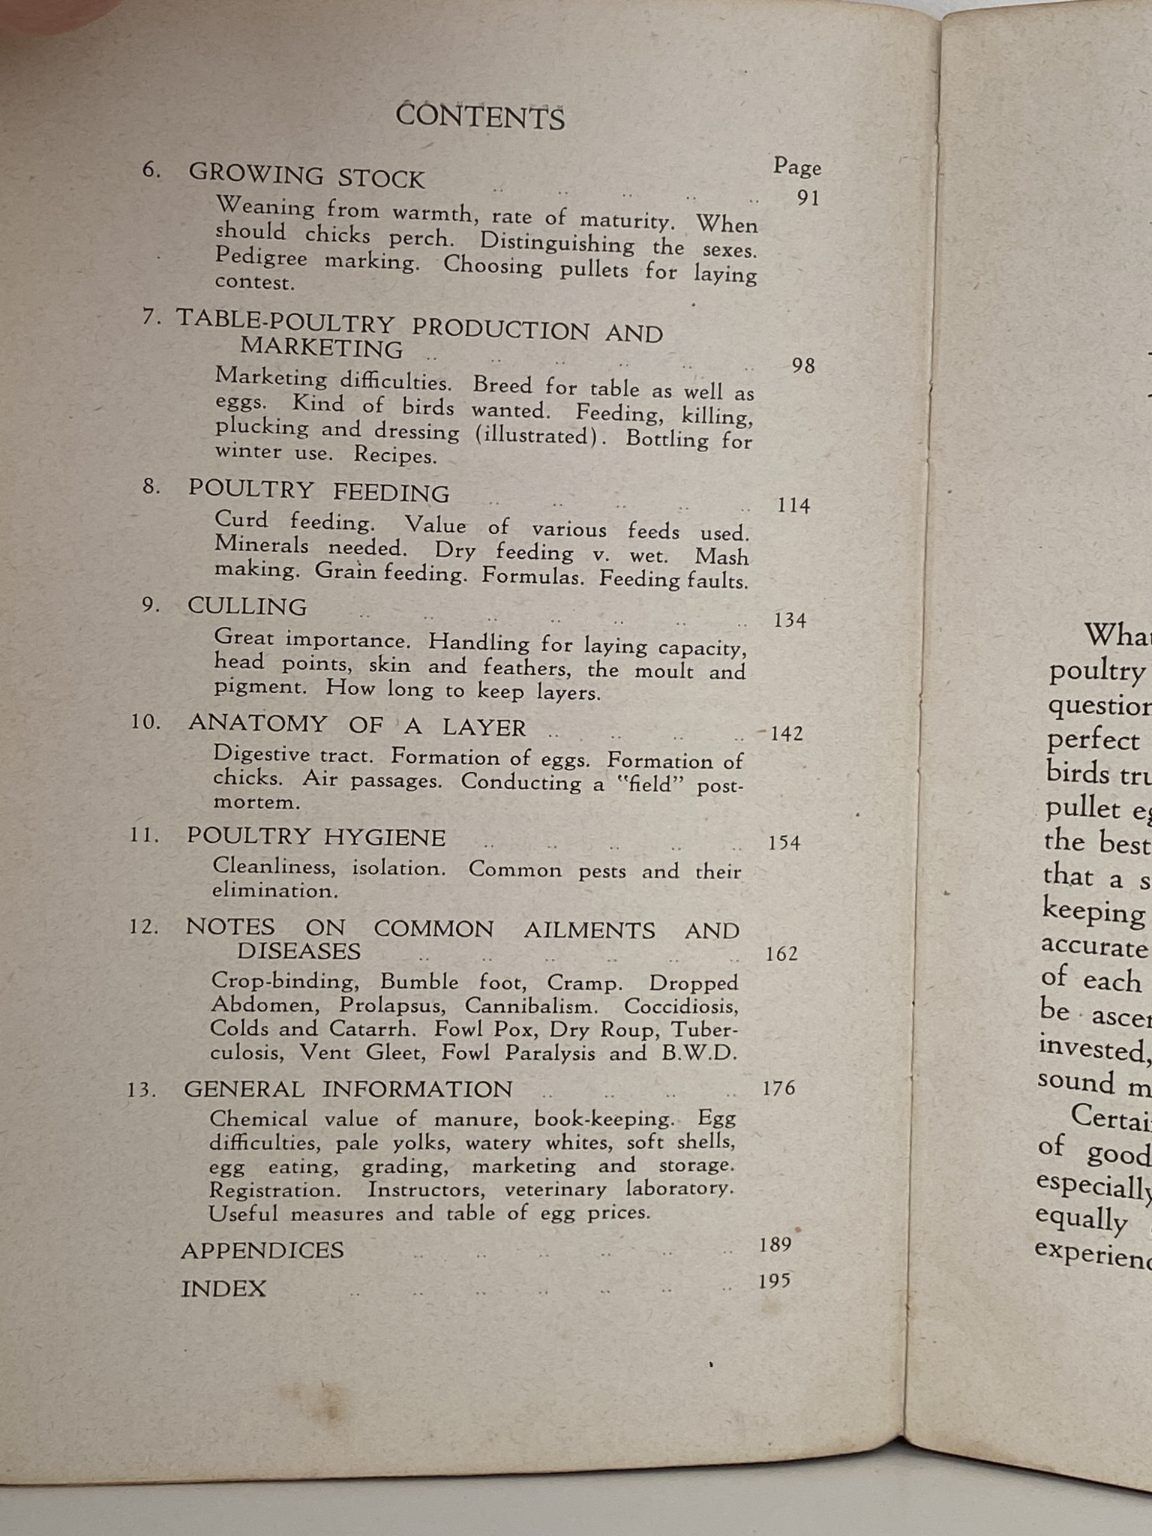 CONTENTS
Page
6. GROWING STOCK .. .. .. .. .. 91
Weaning from warmth, rate of maturity. When
should chicks perch. Distinguishing the sexes.
Pedigree marking. Choosing pullets for laying
contest.
7. TABLE-POULTRY PRODUCTION AND
MARKETING .. .. .. .. .. .. 98
Marketing difficulties. Breed for table as well as
eggs. Kind of birds wanted. Feeding, killing,
plucking and dressing (illustrated). Bottling for
winter use. Recipes.
8. POULTRY FEEDING .. .. .. .. .. 114
Curd feeding. Value of various feeds used.
Minerals needed. Dry feeding v. wet. Mash
making. Grain feeding. Formulas. Feeding faults.
9. CULLING .. .. .. .. .. .. .. 134
Great importance. Handling for laying capacity,
head points, skin and feathers, the moult and
pigment. How long to keep layers.
10. ANATOMY OF A LAYER .. .. .. .. 142
Digestive tract. Formation of eggs. Formation of
chicks. Air passages. Conducting a "field" post-
mortem.
11. POULTRY HYGIENE .. .. .. .. .. 154
Cleanliness, isolation. Common pests and their
elimination.
12. NOTES ON COMMON AILMENTS AND
DISEASES .. .. .. .. .. .. 162
Crop-binding, Bumble foot, Cramp. Dropped
Abdomen, Prolapsus, Cannibalism. Coccidiosis,
Colds and Catarrh. Fowl Pox, Dry Roup, Tuber-
culosis, Vent Gleet, Fowl Paralysis and B.W.D.
13. GENERAL INFORMATION .. .. .. .. 176
Chemical value of manure, book-keeping. Egg
difficulties, pale yolks, watery whites, soft shells,
egg eating, grading, marketing and storage.
Registration. Instructors, veterinary laboratory.
Useful measures and table of egg prices.
APPENDICES .. .. .. .. .. .. 189
INDEX .. .. .. .. .. .. .. 195
What
poultry
question
perfect
birds
pullet
the best
that a
keeping
accurate
of each
be
invested,
sound
of good
especially
equally